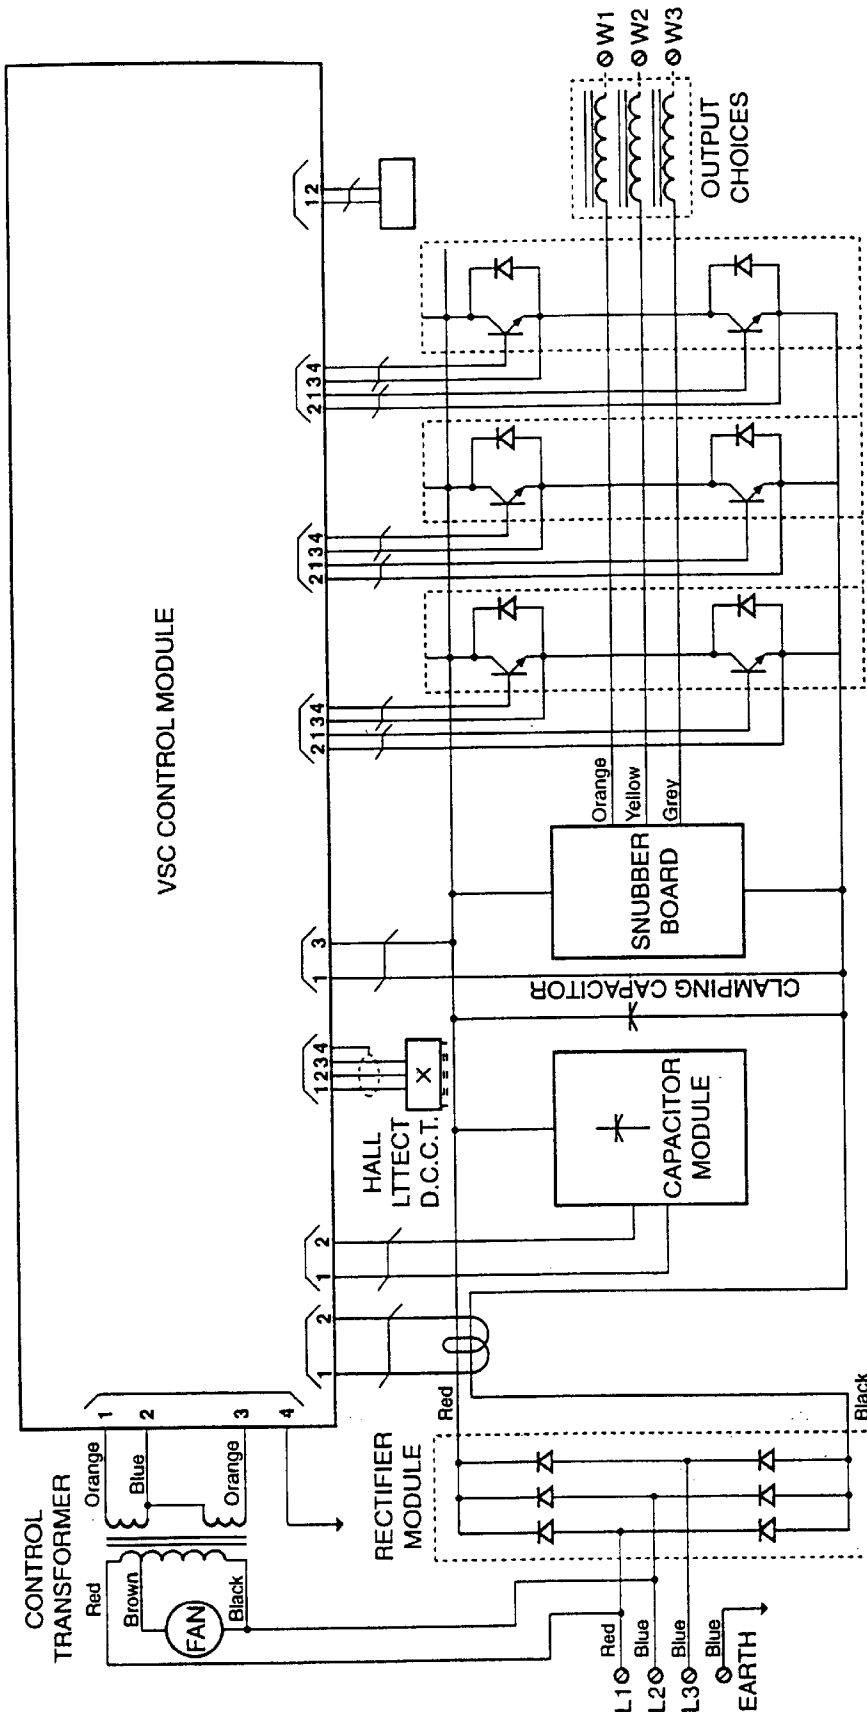 VSC CONTROL MODULE
CONTROL
TRANSFORMER
Red
Brown
FAN
Black
Orange
Blue
Orange
1
2
3
4
RECTIFIER
MODULE
L1
Red
L2
Blue
L3
Blue
Blue
EARTH
Red
Black
1 2
1 2
1234
HALL
LTTECT
D.C.C.T.
X
CAPACITOR
MODULE
CLAMPING CAPACITOR
1 3
SNUBBER
BOARD
Orange
Yellow
Grey
2134
2134
2134
12
OUTPUT
CHOICES
W1
W2
W3